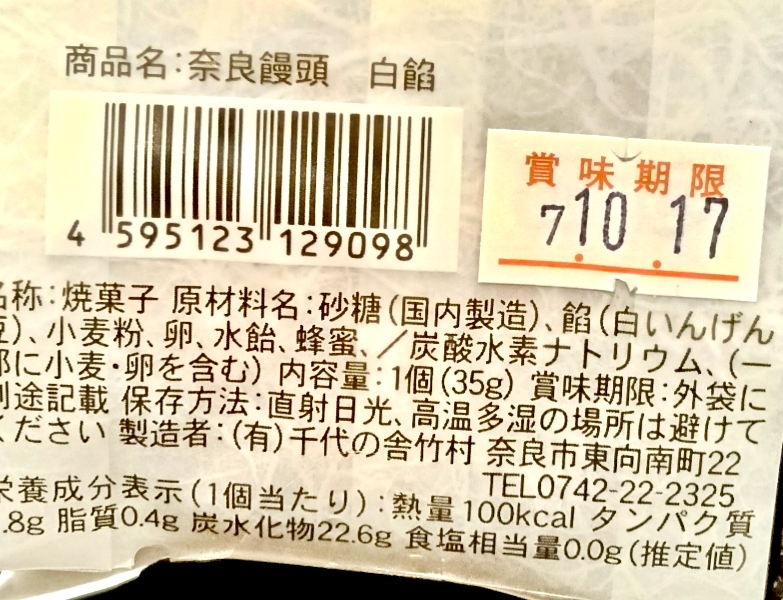 商品名:奈良饅頭 白餡
4 595123 129098
賞味期限
7.10.17
名称:焼菓子 原材料名:砂糖(国内製造)、餡(白いんげん
豆)、小麦粉、卵、水飴、蜂蜜、/炭酸水素ナトリウム、(一
部に小麦・卵を含む) 内容量:1個(35g) 賞味期限:外袋に
別途記載 保存方法:直射日光、高温多湿の場所は避けて
ください 製造者:(有)千代の舎竹村 奈良市東向南町22
TEL0742-22-2325
栄養成分表示(1個当たり):熱量100kcal タンパク質
.8g 脂質0.4g 炭水化物22.6g 食塩相当量0.0g(推定値)